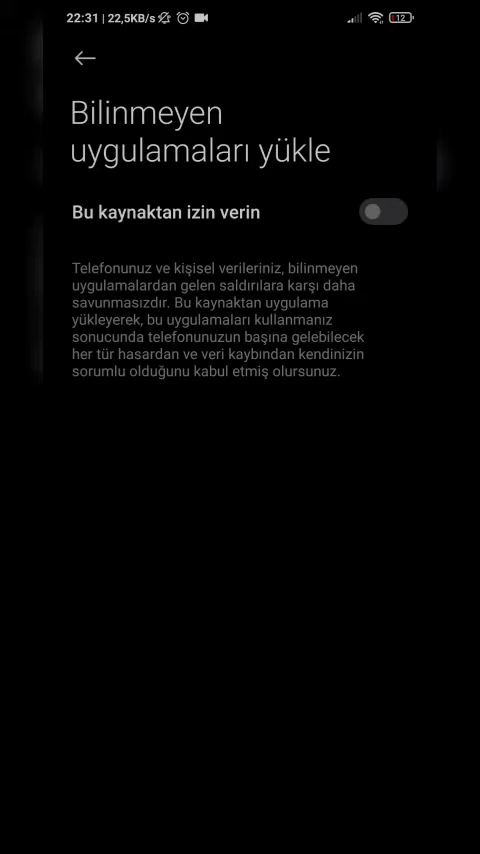 22:31 | 22,5KB/s 12
Bilinmeyen
uygulamaları yükle
Bu kaynaktan izin verin
Telefonunuz ve kişisel verileriniz, bilinmeyen
uygulamalardan gelen saldırılara karşı daha
savunmasızdır. Bu kaynaktan uygulama
yükleyerek, bu uygulamaları kullanmanız
sonucunda telefonunuzun başına gelebilecek
her tür hasardan ve veri kaybından kendinizin
sorumlu olduğunu kabul etmiş olursunuz.